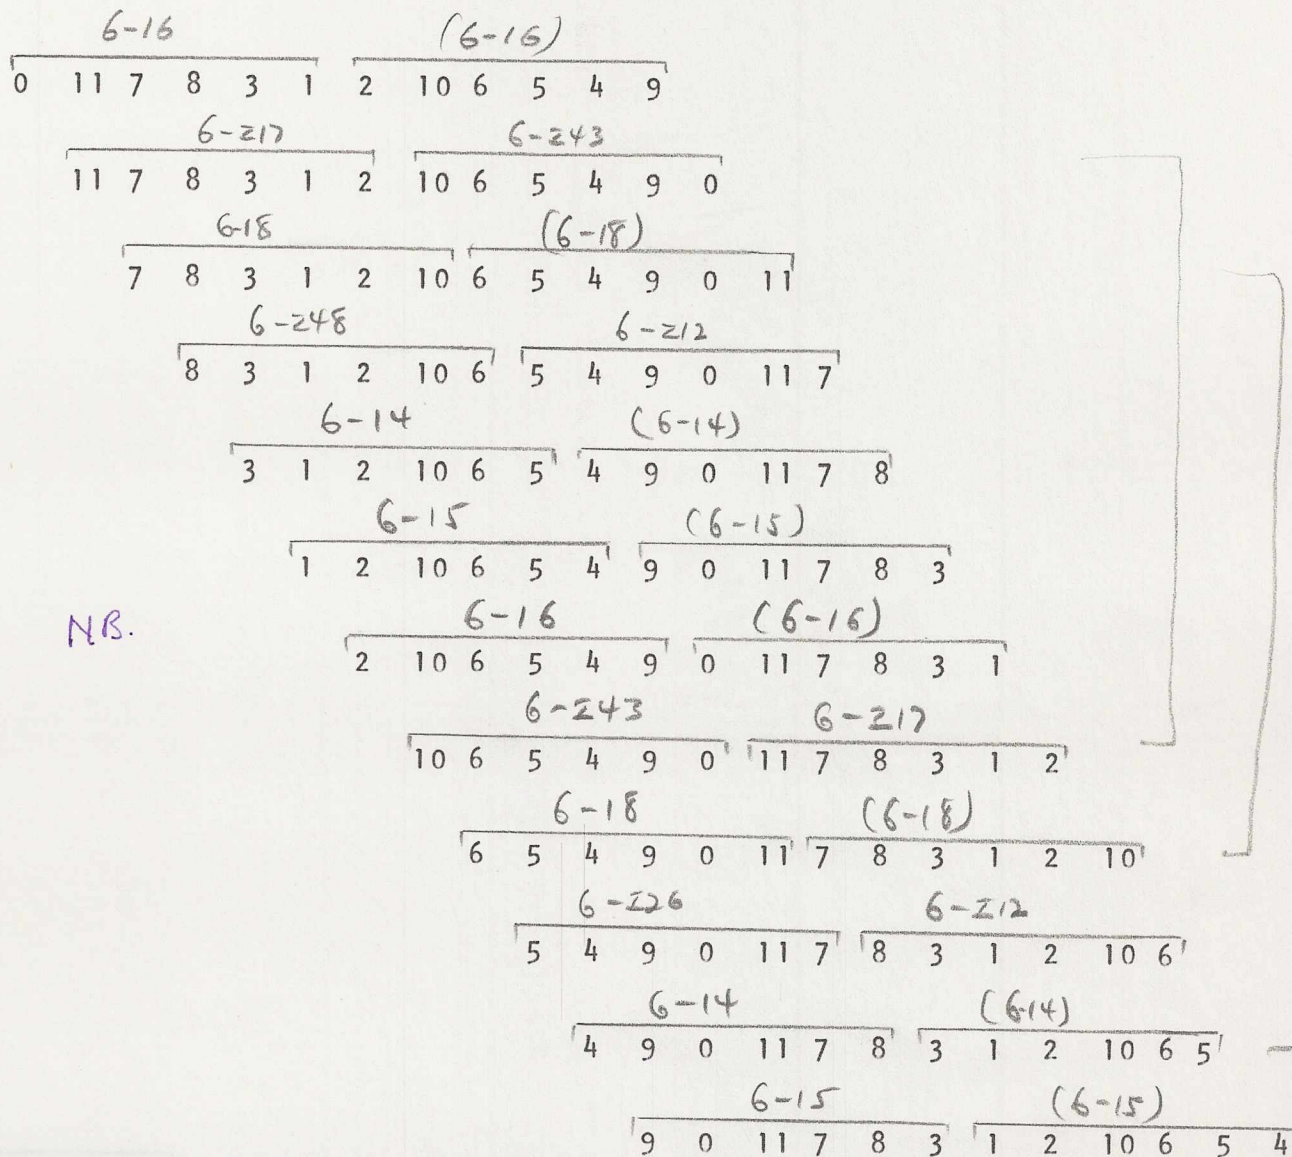 6-16 (6-16)
0 11 7 8 3 1 2 10 6 5 4 9
6-z17 6-z43
11 7 8 3 1 2 10 6 5 4 9 0
6-18 (6-18)
7 8 3 1 2 10 6 5 4 9 0 11
6-z48 6-z12
8 3 1 2 10 6 5 4 9 0 11 7
6-14 (6-14)
3 1 2 10 6 5 4 9 0 11 7 8
6-15 (6-15)
1 2 10 6 5 4 9 0 11 7 8 3
NB. 6-16 (6-16)
2 10 6 5 4 9 0 11 7 8 3 1
6-z43 6-z17
10 6 5 4 9 0 11 7 8 3 1 2
6-18 (6-18)
6 5 4 9 0 11 7 8 3 1 2 10
6-z26 6-z12
5 4 9 0 11 7 8 3 1 2 10 6
6-14 (6-14)
4 9 0 11 7 8 3 1 2 10 6 5
6-15 (6-15)
9 0 11 7 8 3 1 2 10 6 5 4